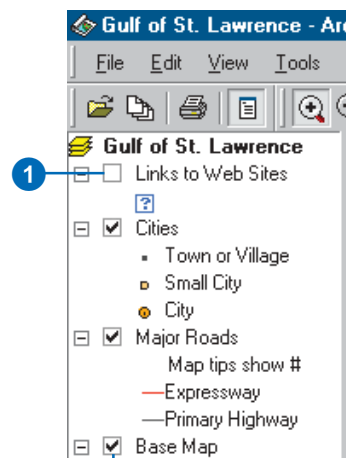 Gulf of St. Lawrence - Ar
File Edit View Tools
Gulf of St. Lawrence
1 Links to Web Sites
?
Cities
Town or Village
Small City
City
Major Roads
Map tips show #
Expressway
Primary Highway
Base Map